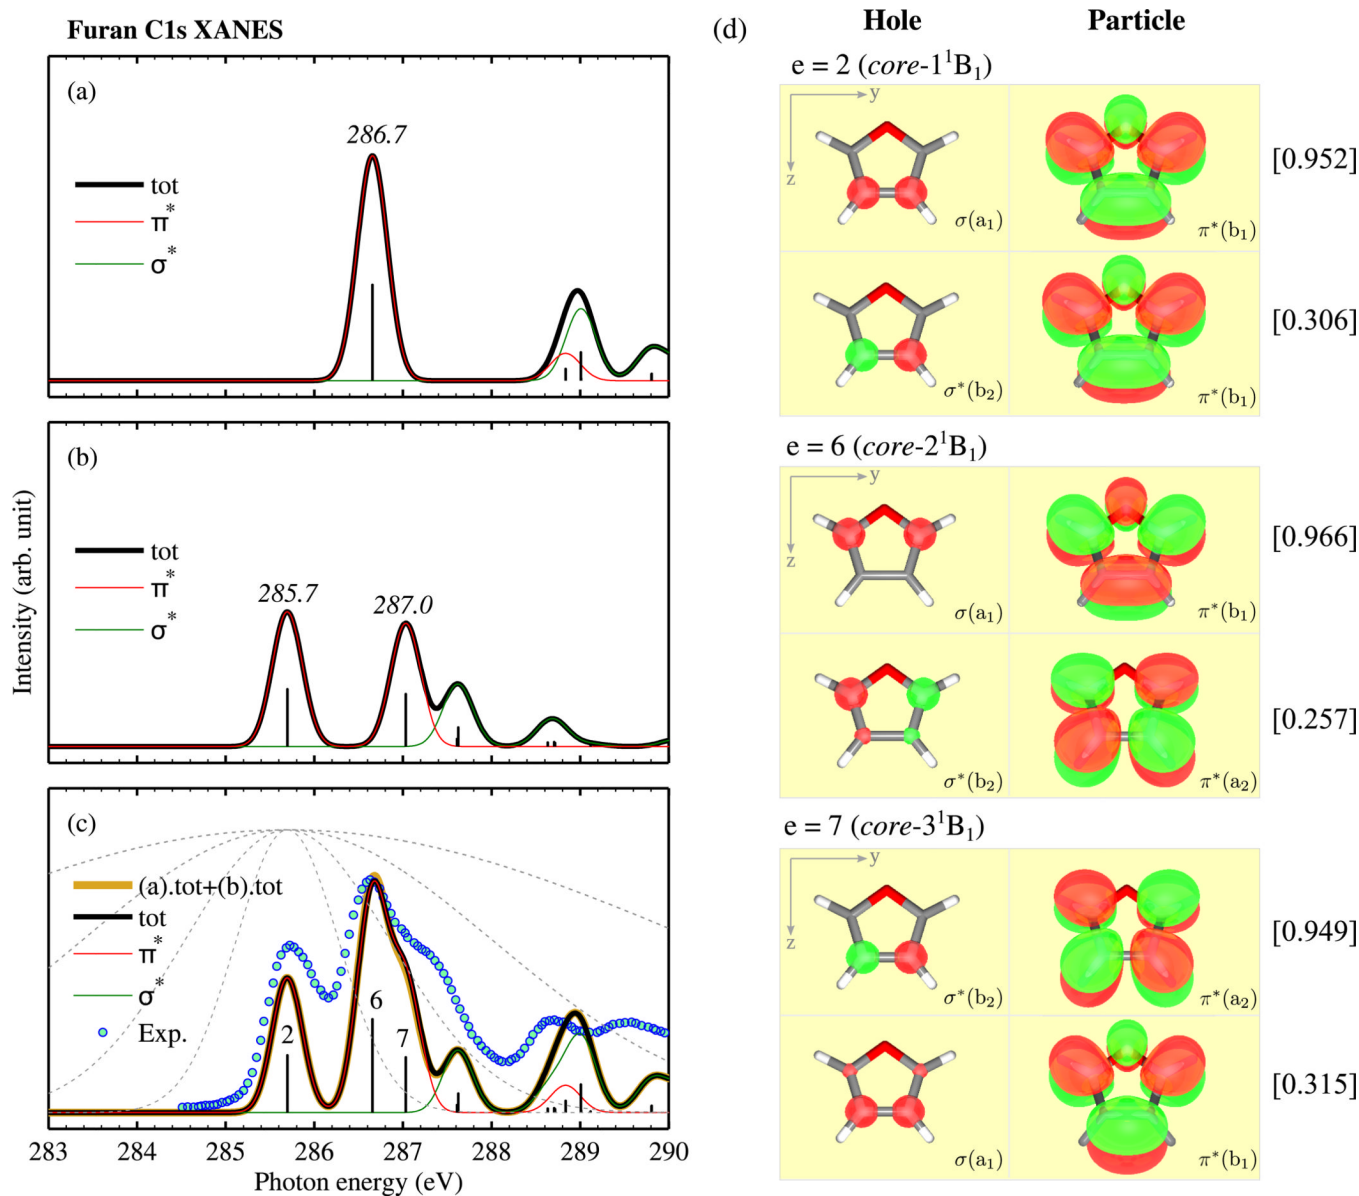 Furan C1s XANES
(a)
286.7
tot
π*
σ*
(b)
285.7
287.0
tot
π*
σ*
(c)
(a).tot+(b).tot
tot
π*
σ*
Exp.
2
6
7
283 284 285 286 287 288 289 290
Photon energy (eV)
Intensity (arb. unit)
(d)
Hole Particle
e = 2 (core-1¹B₁)
y
z
σ(a₁)
π*(b₁)
[0.952]
σ*(b₂)
π*(b₁)
[0.306]
e = 6 (core-2¹B₁)
y
z
σ(a₁)
π*(b₁)
[0.966]
σ*(b₂)
π*(a₂)
[0.257]
e = 7 (core-3¹B₁)
y
z
σ*(b₂)
π*(a₂)
[0.949]
σ(a₁)
π*(b₁)
[0.315]